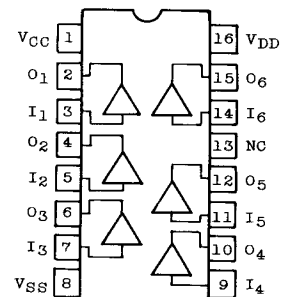 VCC 1 16 VDD
O1 2 15 O6
I1 3 14 I6
O2 4 13 NC
I2 5 12 O5
O3 6 11 I5
I3 7 10 O4
VSS 8 9 I4